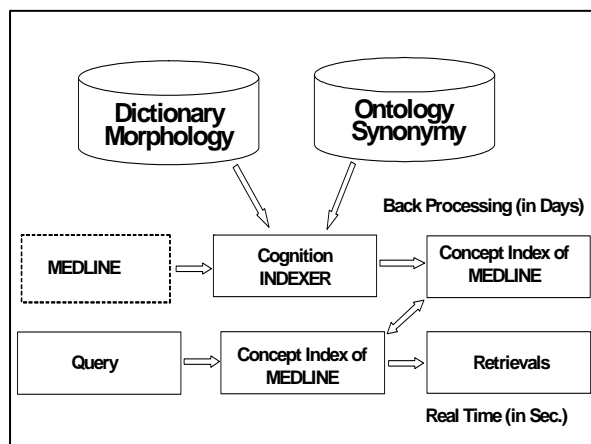 Dictionary
Morphology
Ontology
Synonymy
Back Processing (in Days)
MEDLINE
Cognition
INDEXER
Concept Index of
MEDLINE
Query
Concept Index of
MEDLINE
Retrievals
Real Time (in Sec.)